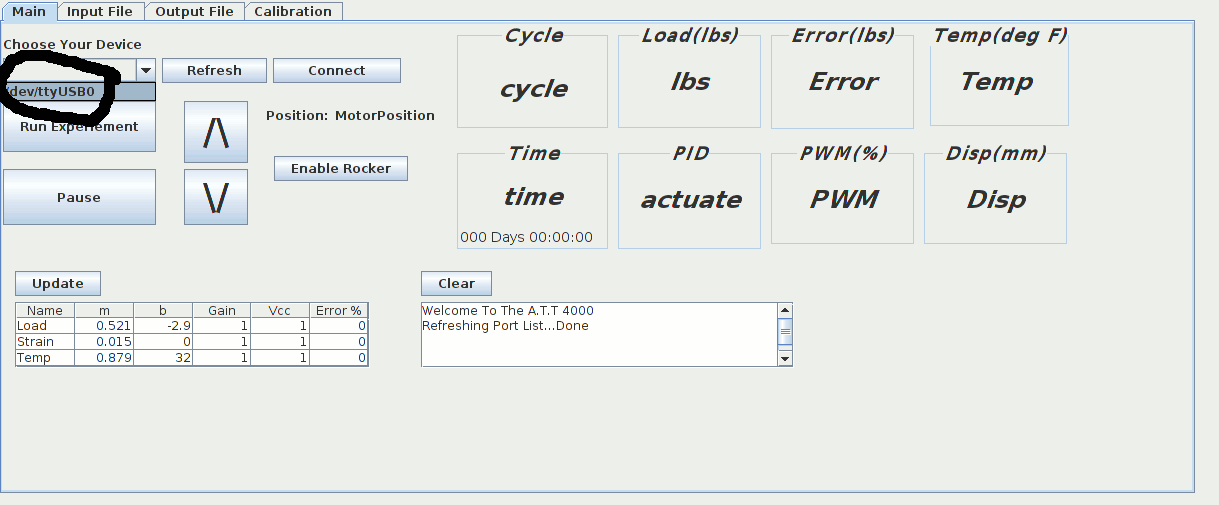 Main Input File Output File Calibration
Choose Your Device
/dev/ttyUSB0
Refresh Connect
Run Experiement
/\
Position: MotorPosition
Enable Rocker
Pause
\/
Cycle Load(lbs) Error(lbs) Temp(deg F)
cycle lbs Error Temp
Time PID PWM(%) Disp(mm)
time actuate PWM Disp
000 Days 00:00:00
Update
Name m b Gain Vcc Error %
Load 0.521 -2.9 1 1 0
Strain 0.015 0 1 1 0
Temp 0.879 32 1 1 0
Clear
Welcome To The A.T.T 4000
Refreshing Port List...Done